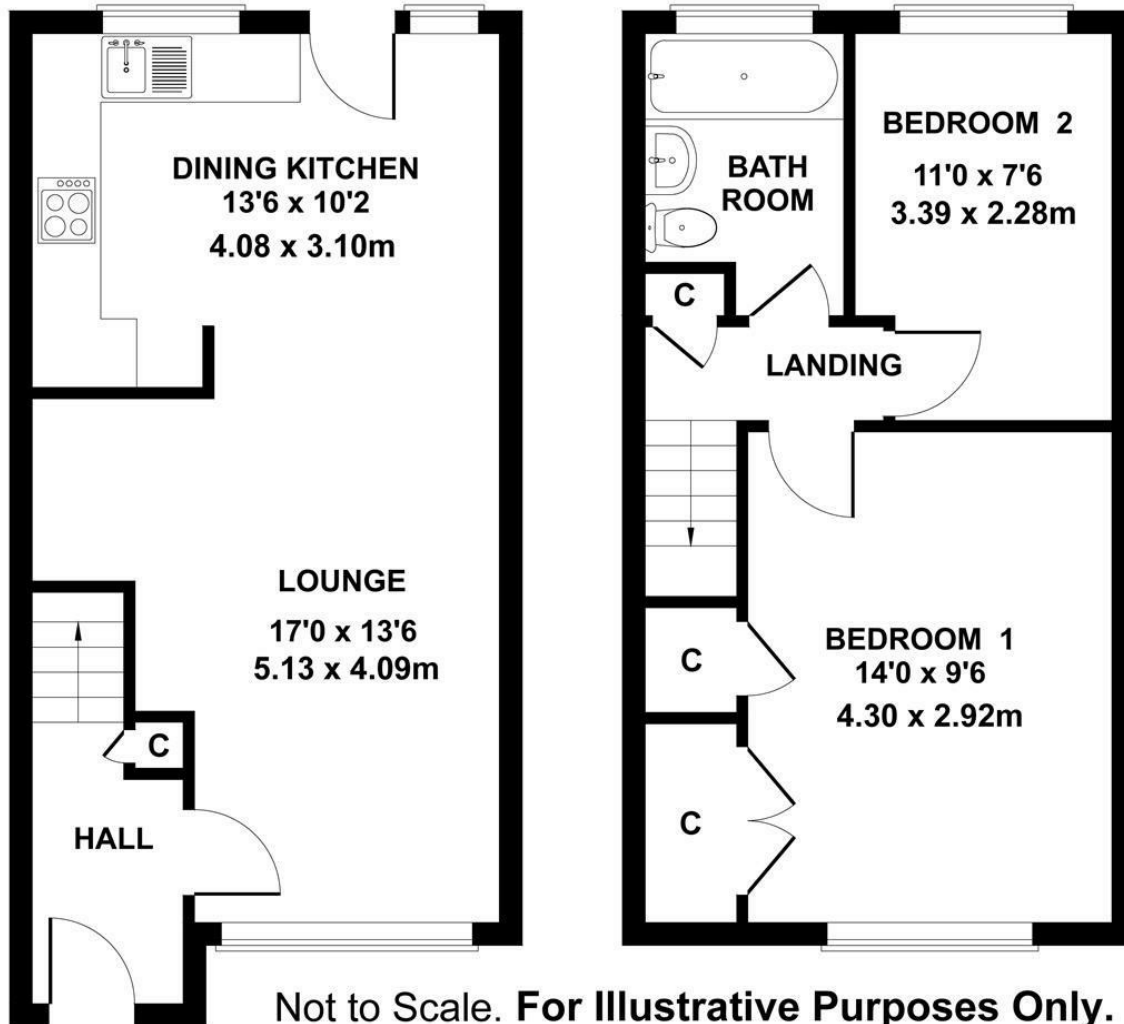 DINING KITCHEN
13'6 x 10'2
4.08 x 3.10m
LOUNGE
17'0 x 13'6
5.13 x 4.09m
C
HALL
BATH
ROOM
BEDROOM 2
11'0 x 7'6
3.39 x 2.28m
C
LANDING
C
BEDROOM 1
14'0 x 9'6
4.30 x 2.92m
C
Not to Scale. For Illustrative Purposes Only.